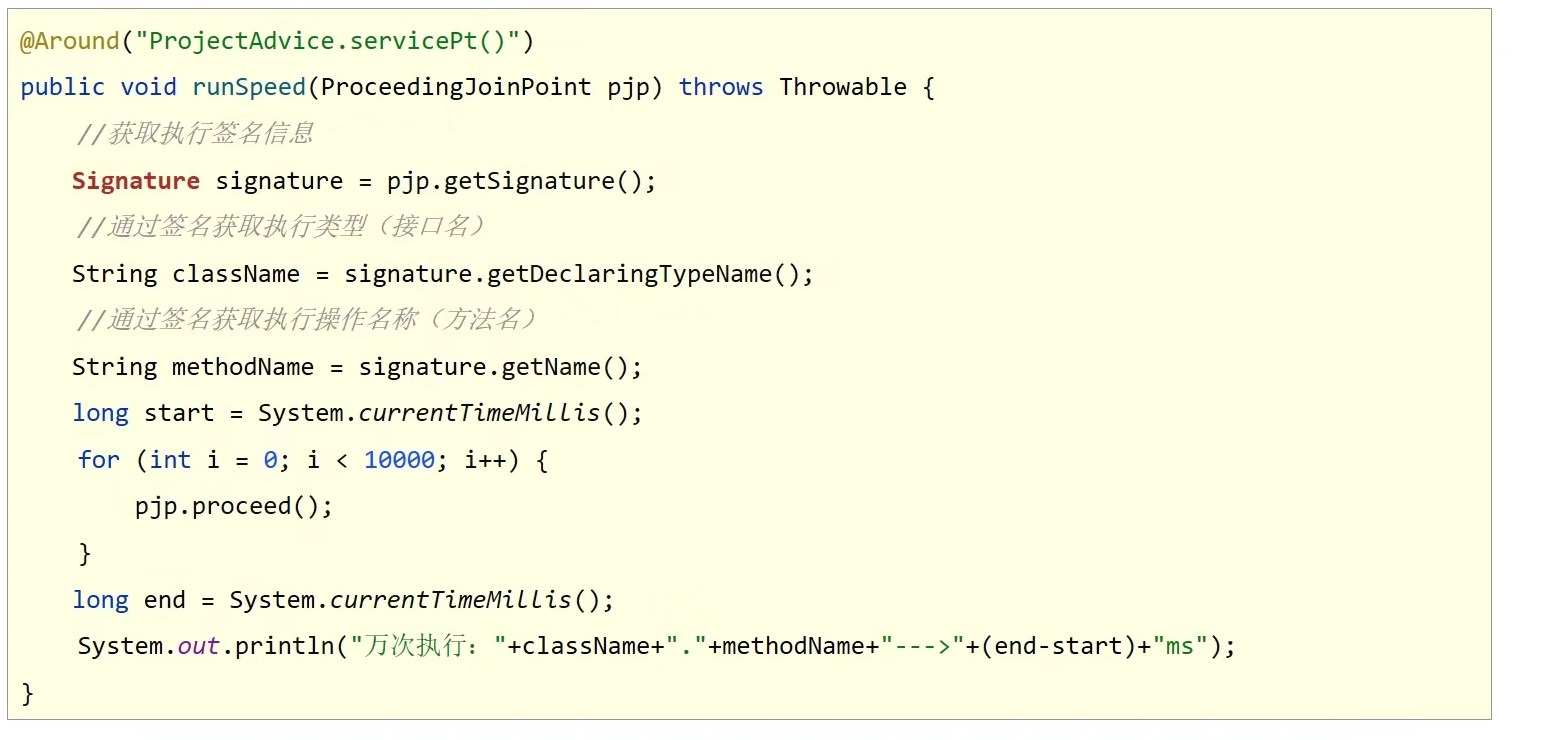 @Around("ProjectAdvice.servicePt()")
public void runSpeed(ProceedingJoinPoint pjp) throws Throwable {
//获取执行签名信息
Signature signature = pjp.getSignature();
//通过签名获取执行类型（接口名）
String className = signature.getDeclaringTypeName();
//通过签名获取执行操作名称（方法名）
String methodName = signature.getName();
long start = System.currentTimeMillis();
for (int i = 0; i < 10000; i++) {
pjp.proceed();
}
long end = System.currentTimeMillis();
System.out.println("万次执行："+className+"."+methodName+"--->"+(end-start)+"ms");
}